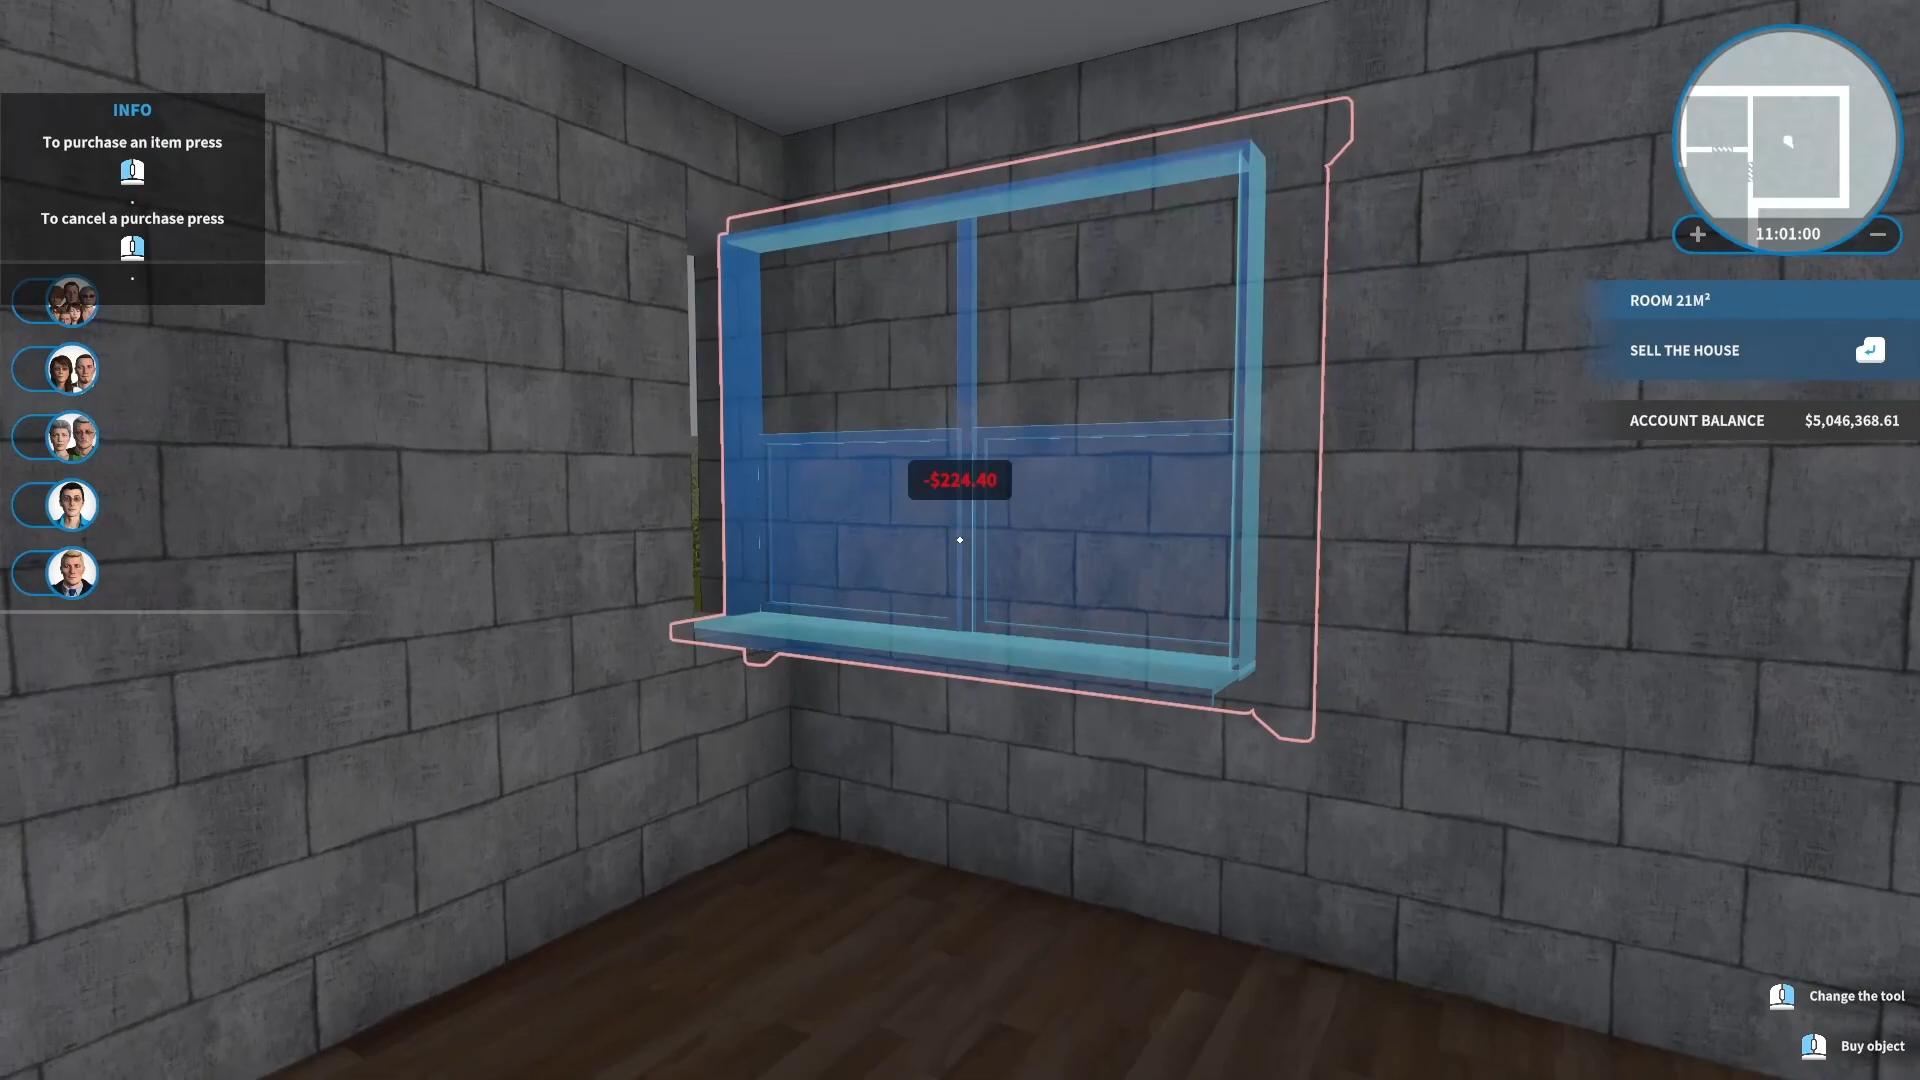 INFO
To purchase an item press
.
To cancel a purchase press
.
11:01:00
ROOM 21M²
SELL THE HOUSE
ACCOUNT BALANCE $5,046,368.61
-$224.40
Change the tool
Buy object